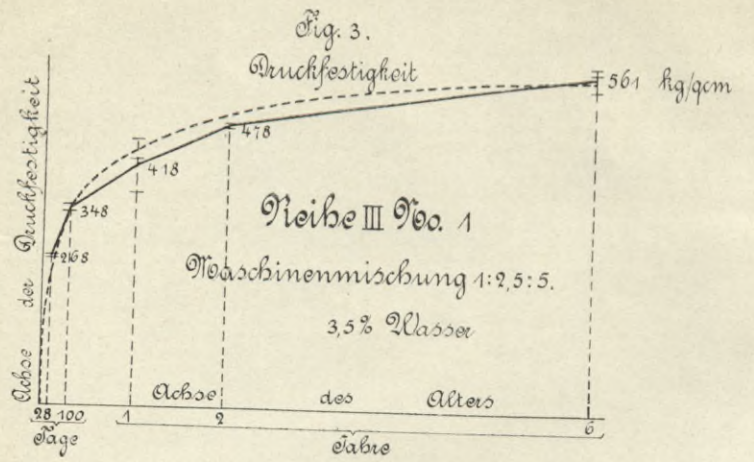 Fig. 3.
Druckfestigkeit
561 kg/qcm
478
418
348
268
Achse der Druckfestigkeit
Reihe III No. 1
Maschinenmischung 1:2,5:5.
3,5% Wasser
Achse des Alters
28 100 1 2 6
Tage Jahre